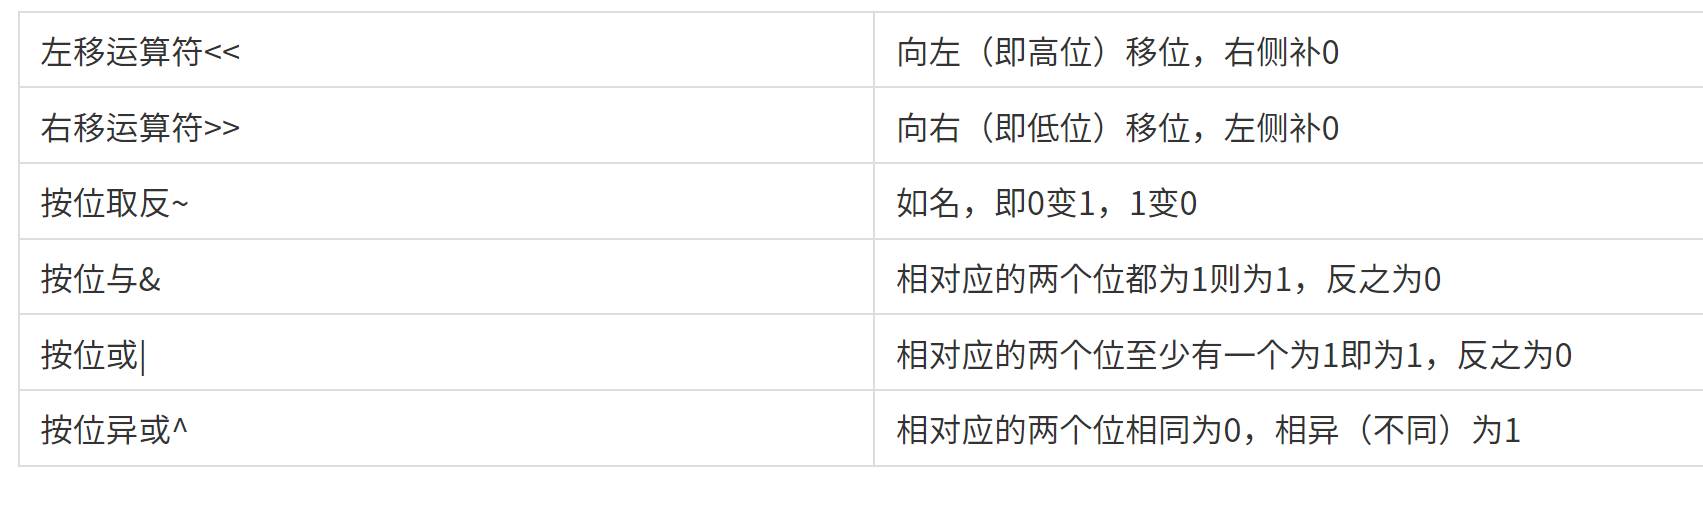 左移运算符<<
向左（即高位）移位，右侧补0
右移运算符>>
向右（即低位）移位，左侧补0
按位取反~
如名，即0变1，1变0
按位与&
相对应的两个位都为1则为1，反之为0
按位或|
相对应的两个位至少有一个为1即为1，反之为0
按位异或^
相对应的两个位相同为0，相异（不同）为1